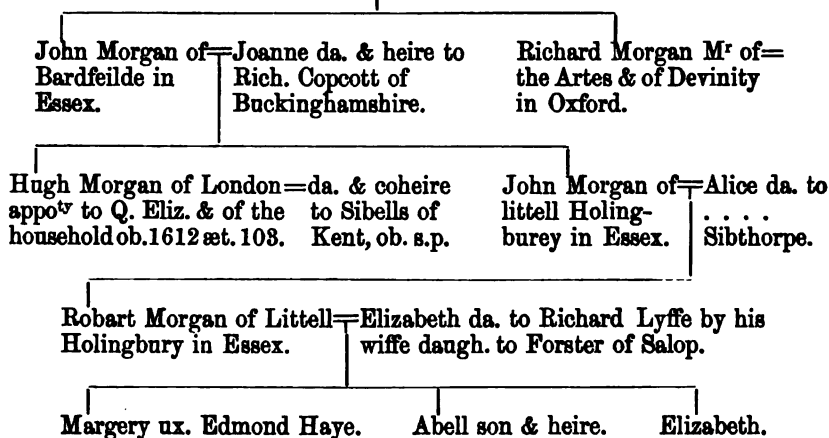 John Morgan of=Joanne da. & heire to
Bardfeilde in
Essex.
Rich. Copcott of
Buckinghamshire.
Richard Morgan Mʳ of=
the Artes & of Devinity
in Oxford.
Hugh Morgan of London=da. & coheire
appoᵗʸ to Q. Eliz. & of the
household ob. 1612 æt. 103.
to Sibells of
Kent, ob. s.p.
John Morgan of=Alice da. to
littell Holing-
burey in Essex.
. . . .
Sibthorpe.
Robart Morgan of Littell=Elizabeth da. to Richard Lyffe by his
Holingbury in Essex.
wiffe daugh. to Forster of Salop.
Margery ux. Edmond Haye.
Abell son & heire.
Elizabeth.